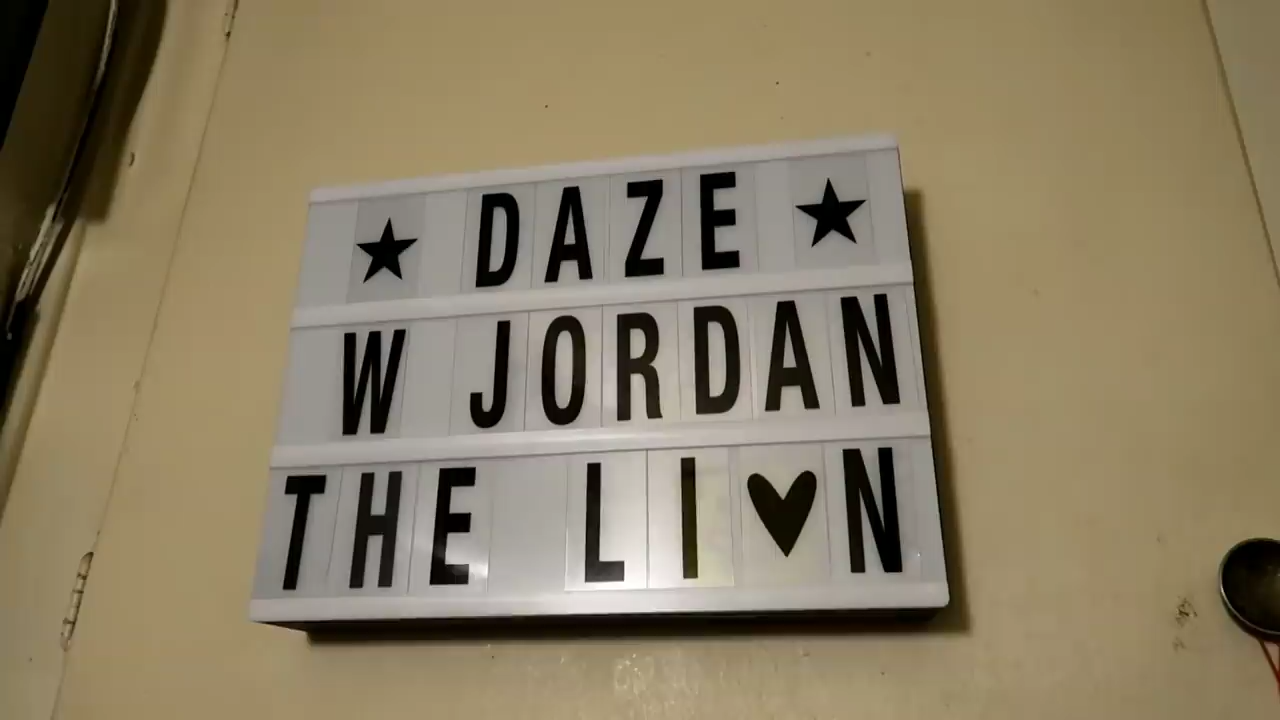 ★ DAZE ★
W JORDAN
THE LI♥N